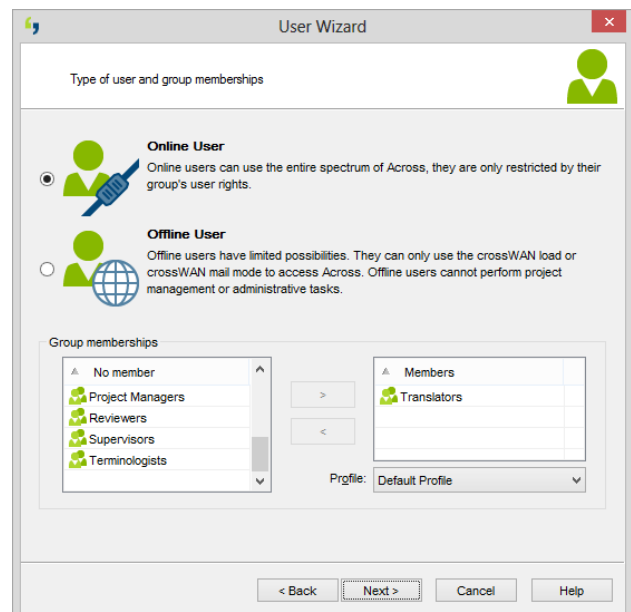 User Wizard
Type of user and group memberships
Online User
Online users can use the entire spectrum of Across, they are only restricted by their
group's user rights.
Offline User
Offline users have limited possibilities. They can only use the crossWAN load or
crossWAN mail mode to access Across. Offline users cannot perform project
management or administrative tasks.
Group memberships
No member
Project Managers
Reviewers
Supervisors
Terminologists
>
<
Members
Translators
Profile: Default Profile
< Back Next > Cancel Help